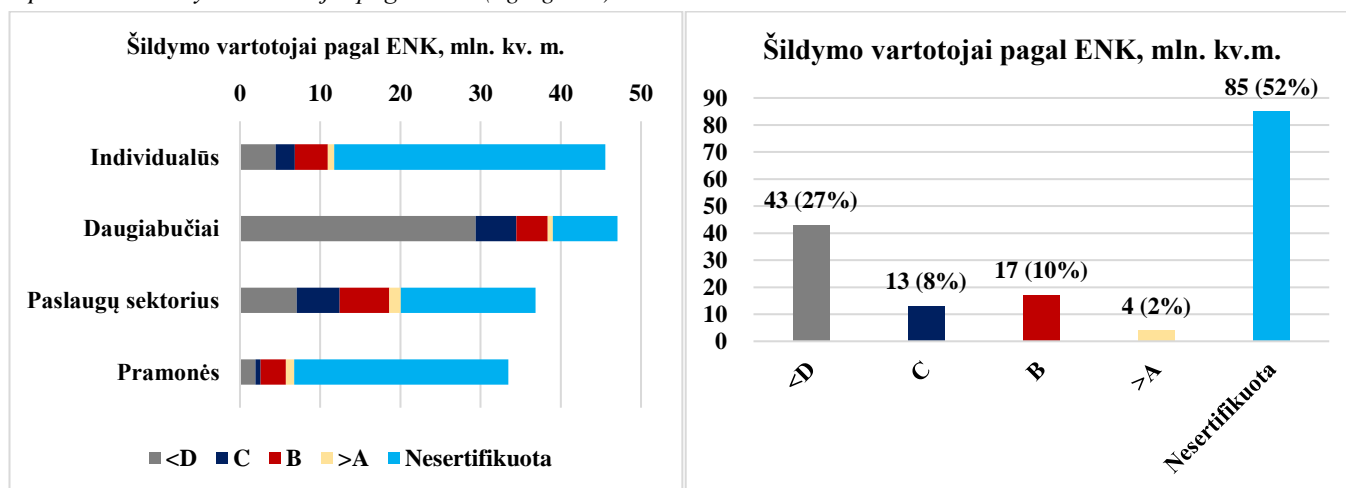 Šildymo vartotojai pagal ENK, mln. kv. m.
0 10 20 30 40 50
Individualūs
Daugiabučiai
Paslaugų sektorius
Pramonės
<D C B >A Nesertifikuota
Šildymo vartotojai pagal ENK, mln. kv.m.
85 (52%)
90
80
70
60
50
40
30
20
10
0
43 (27%)
13 (8%)
17 (10%)
4 (2%)
<D
C
B
>A
Nesertifikuota